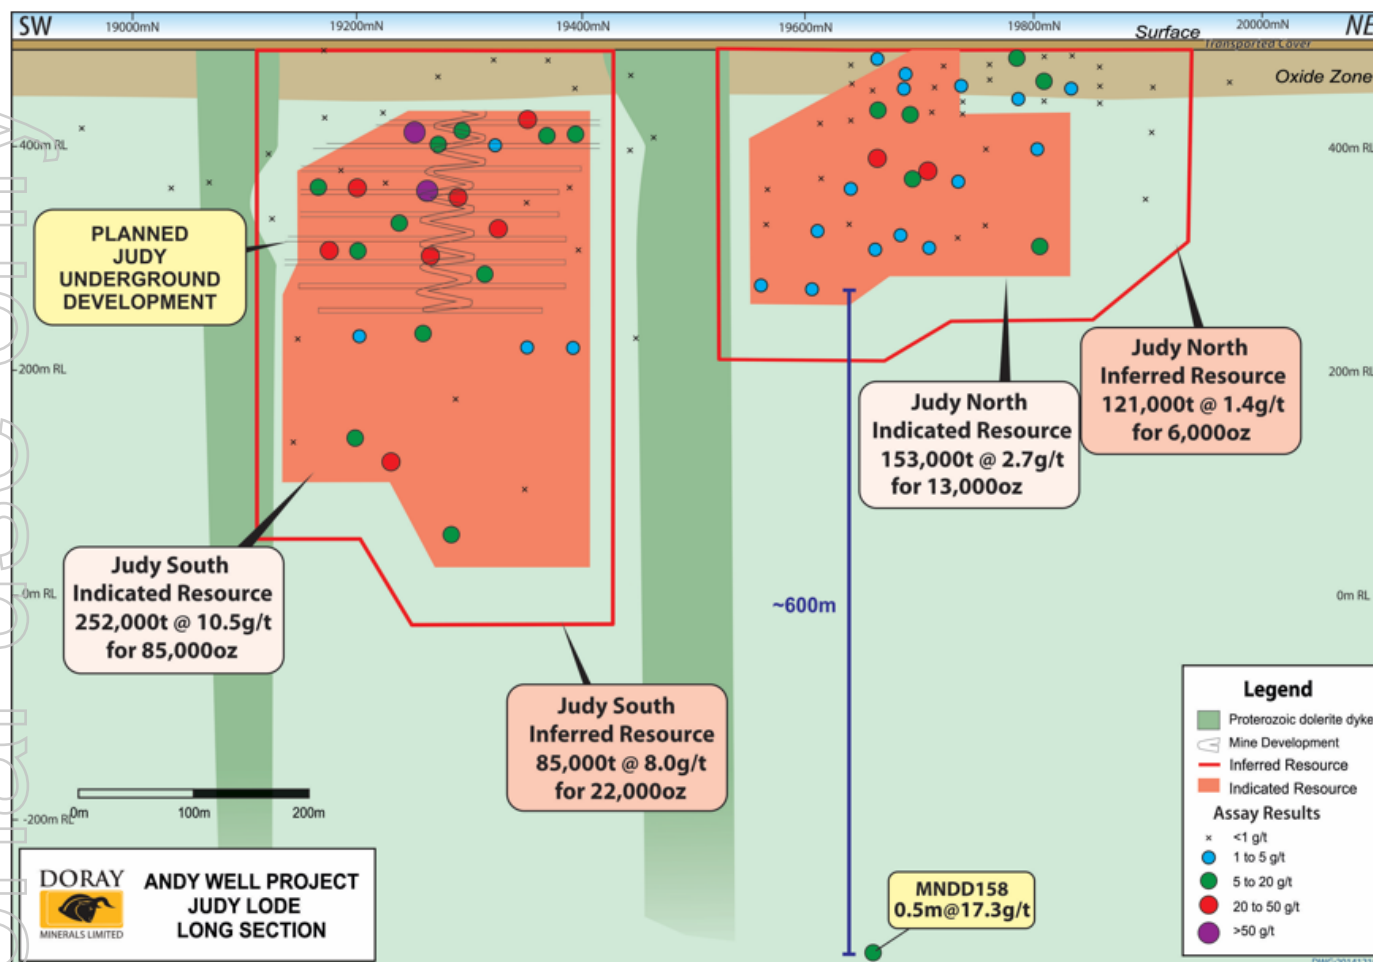 SW
19000mN
19200mN
19400mN
19600mN
19800mN
20000mN
NE
Surface
Transported Cover
Oxide Zone
400m RL
400m RL
PLANNED
JUDY
UNDERGROUND
DEVELOPMENT
200m RL
200m RL
Judy North
Inferred Resource
121,000t @ 1.4g/t
for 6,000oz
Judy North
Indicated Resource
153,000t @ 2.7g/t
for 13,000oz
Judy South
Indicated Resource
252,000t @ 10.5g/t
for 85,000oz
0m RL
0m RL
~600m
Judy South
Inferred Resource
85,000t @ 8.0g/t
for 22,000oz
0m
100m
200m
-200m RL
Legend
Proterozoic dolerite dyke
Mine Development
Inferred Resource
Indicated Resource
Assay Results
<1 g/t
1 to 5 g/t
5 to 20 g/t
20 to 50 g/t
>50 g/t
DORAY
MINERALS LIMITED
ANDY WELL PROJECT
JUDY LODE
LONG SECTION
MNDD158
0.5m@17.3g/t